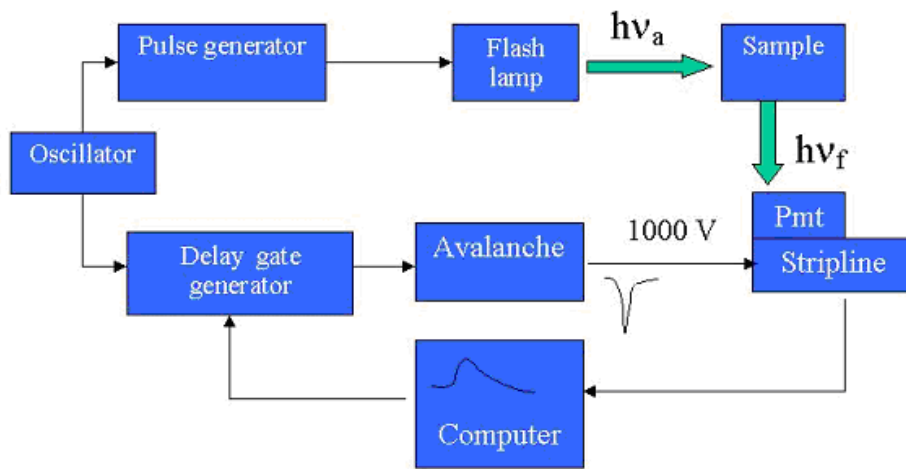 Pulse generator
Flash
lamp
hνa
Sample
Oscillator
hνf
Pmt
Stripline
Delay gate
generator
Avalanche
1000 V
Computer